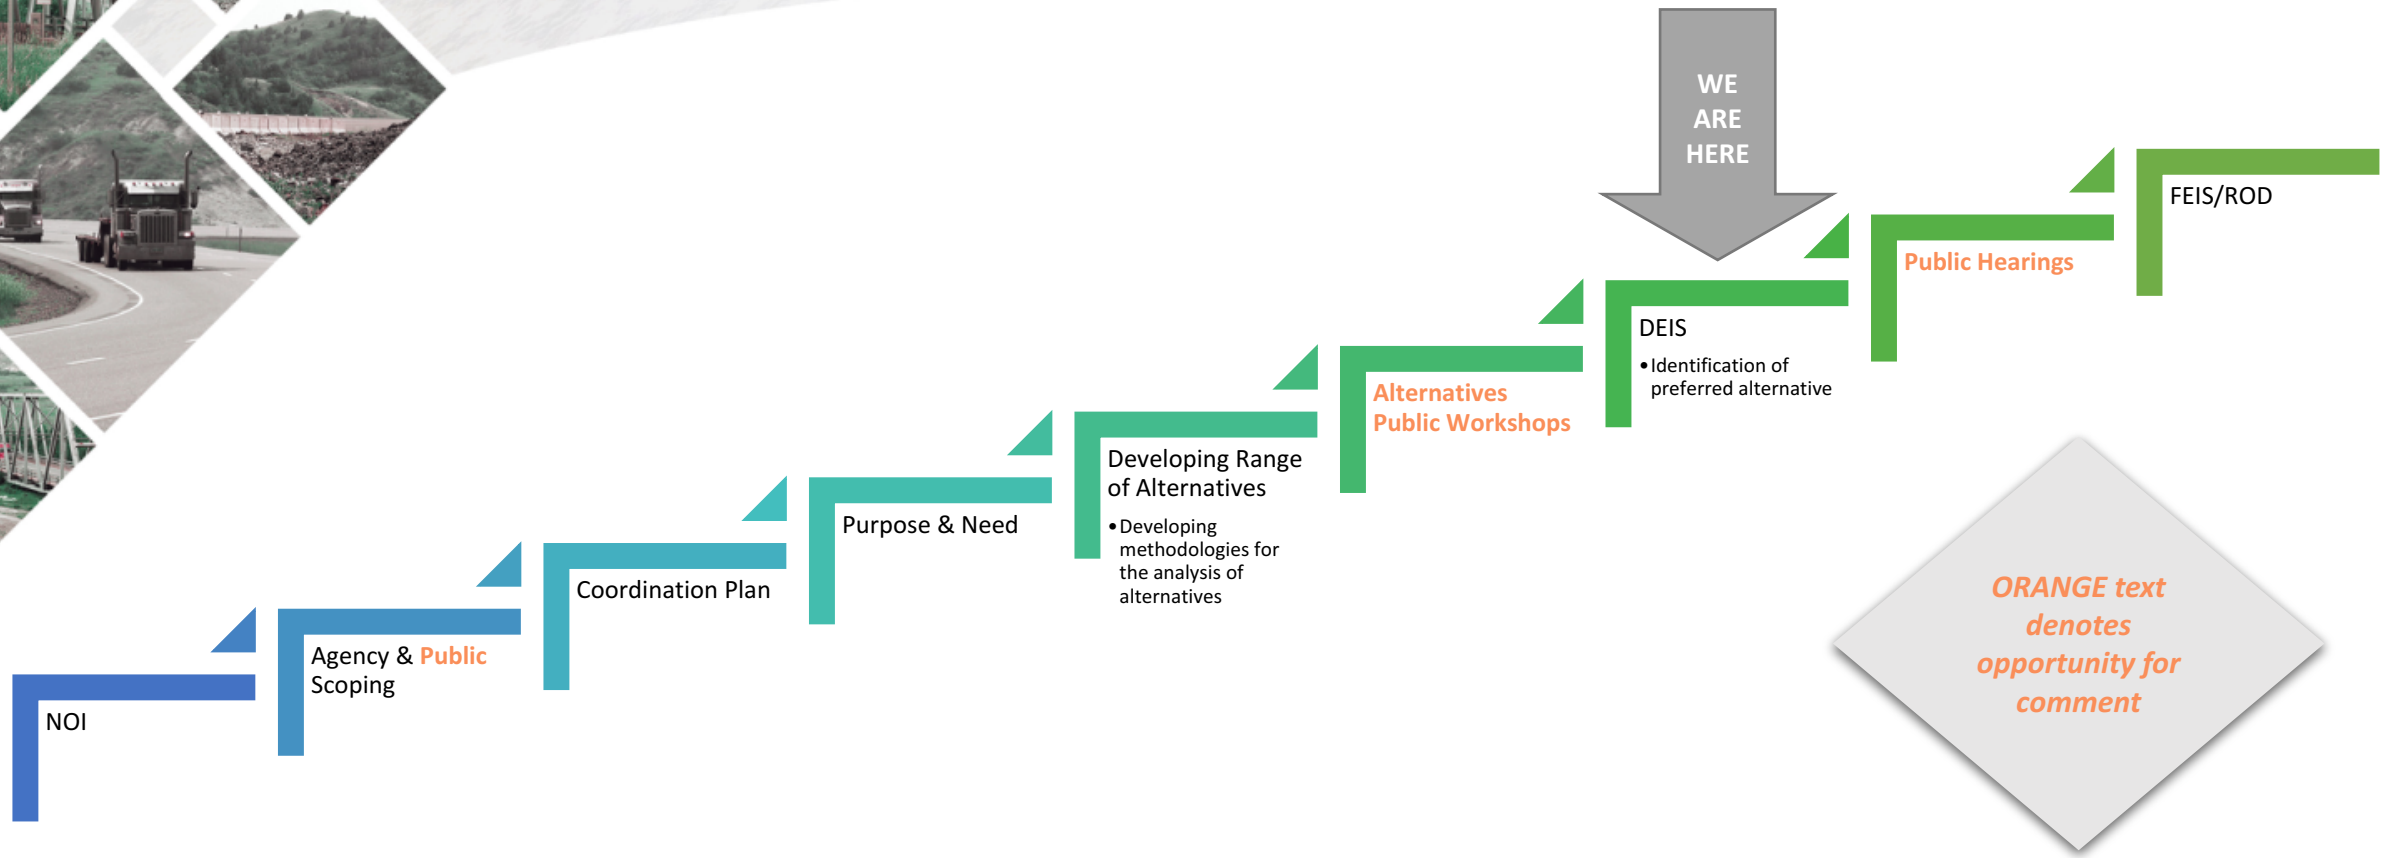 NOI
Agency & Public
Scoping
Coordination Plan
Purpose & Need
Developing Range
of Alternatives
•Developing
methodologies for
the analysis of
alternatives
Alternatives
Public Workshops
WE
ARE
HERE
DEIS
•Identification of
preferred alternative
Public Hearings
FEIS/ROD
ORANGE text
denotes
opportunity for
comment